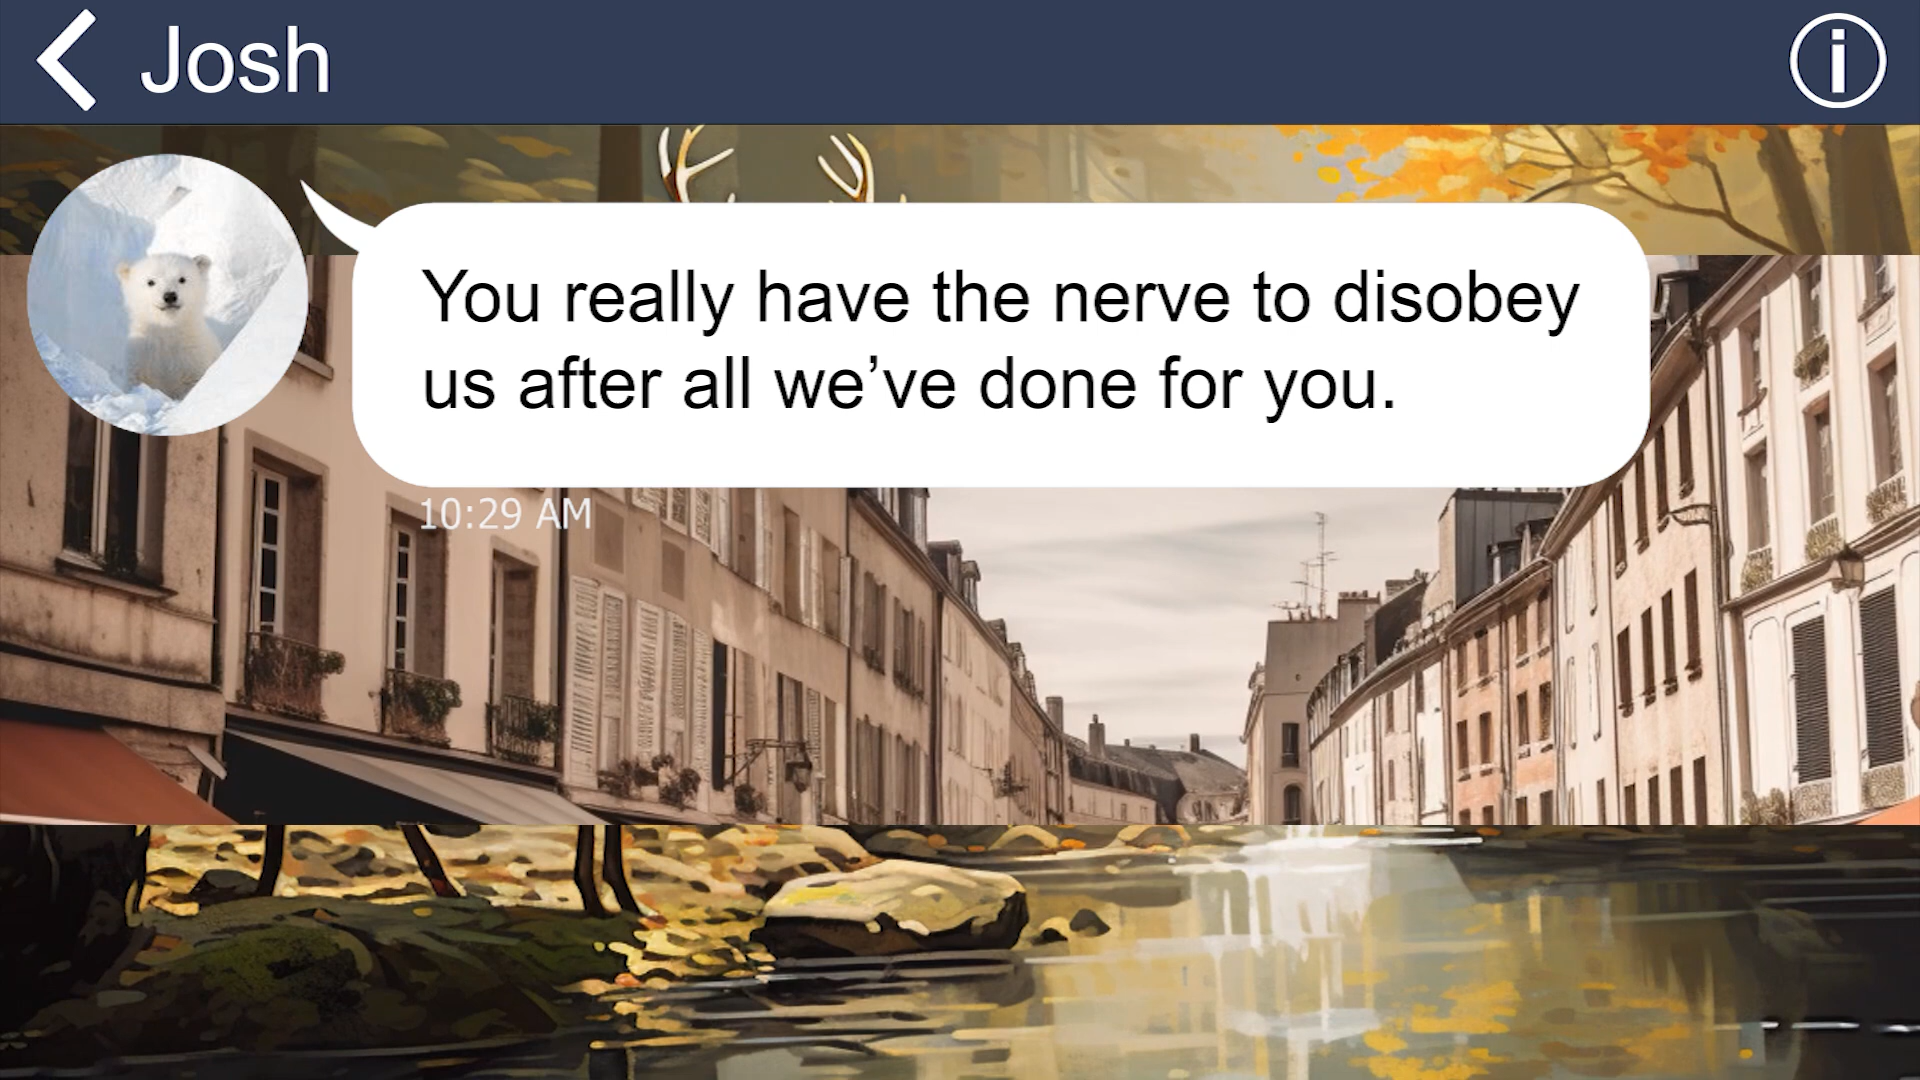 Josh
You really have the nerve to disobey
us after all we’ve done for you.
10:29 AM